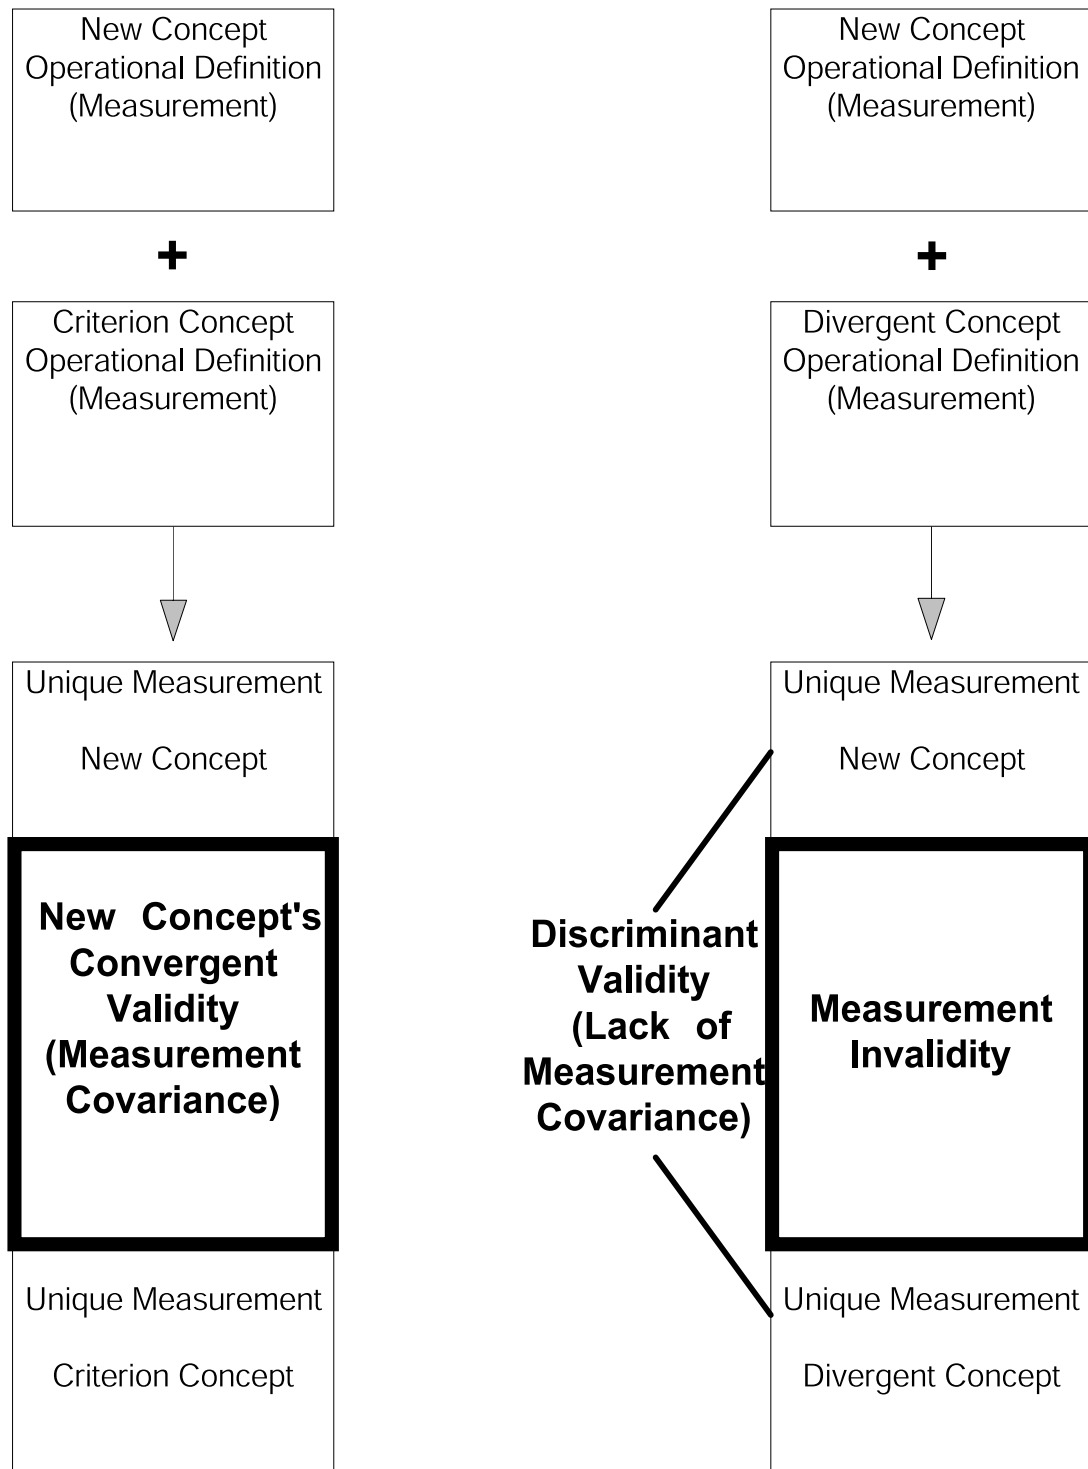 New Concept
Operational Definition
(Measurement)
+
Criterion Concept
Operational Definition
(Measurement)
Unique Measurement
New Concept
New Concept's
Convergent
Validity
(Measurement
Covariance)
Unique Measurement
Criterion Concept
New Concept
Operational Definition
(Measurement)
+
Divergent Concept
Operational Definition
(Measurement)
Unique Measurement
New Concept
Discriminant
Validity
(Lack of
Measurement
Covariance)
Measurement
Invalidity
Unique Measurement
Divergent Concept